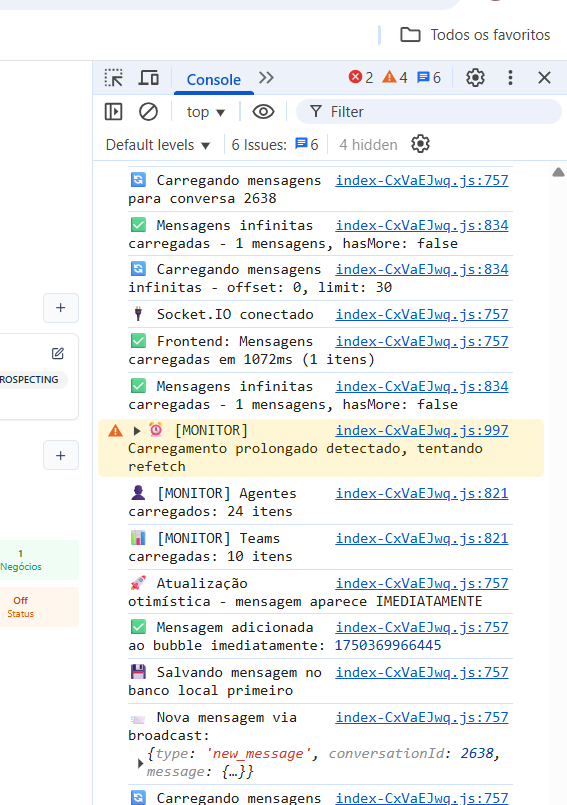 Todos os favoritos
Console
2 4 6
top
Filter
Default levels
6 Issues: 6
4 hidden
Carregando mensagens index-CxVaEJwq.js:757
para conversa 2638
Mensagens infinitas index-CxVaEJwq.js:834
carregadas - 1 mensagens, hasMore: false
Carregando mensagens index-CxVaEJwq.js:834
infinitas - offset: 0, limit: 30
Socket.IO conectado index-CxVaEJwq.js:757
Frontend: Mensagens index-CxVaEJwq.js:757
carregadas em 1072ms (1 itens)
Mensagens infinitas index-CxVaEJwq.js:834
carregadas - 1 mensagens, hasMore: false
[MONITOR] index-CxVaEJwq.js:997
Carregamento prolongado detectado, tentando
refetch
[MONITOR] Agentes index-CxVaEJwq.js:821
carregados: 24 itens
[MONITOR] Teams index-CxVaEJwq.js:821
carregadas: 10 itens
Atualização index-CxVaEJwq.js:757
otimística - mensagem aparece IMEDIATAMENTE
Mensagem adicionada index-CxVaEJwq.js:757
ao bubble imediatamente: 1750369966445
Salvando mensagem no index-CxVaEJwq.js:757
banco local primeiro
Nova mensagem via index-CxVaEJwq.js:757
broadcast:
{type: 'new_message', conversationId: 2638,
message: {…}}
Carregando mensagens index-CxVaEJwq.js:757
ROSPECTING
1
Negócios
Off
Status